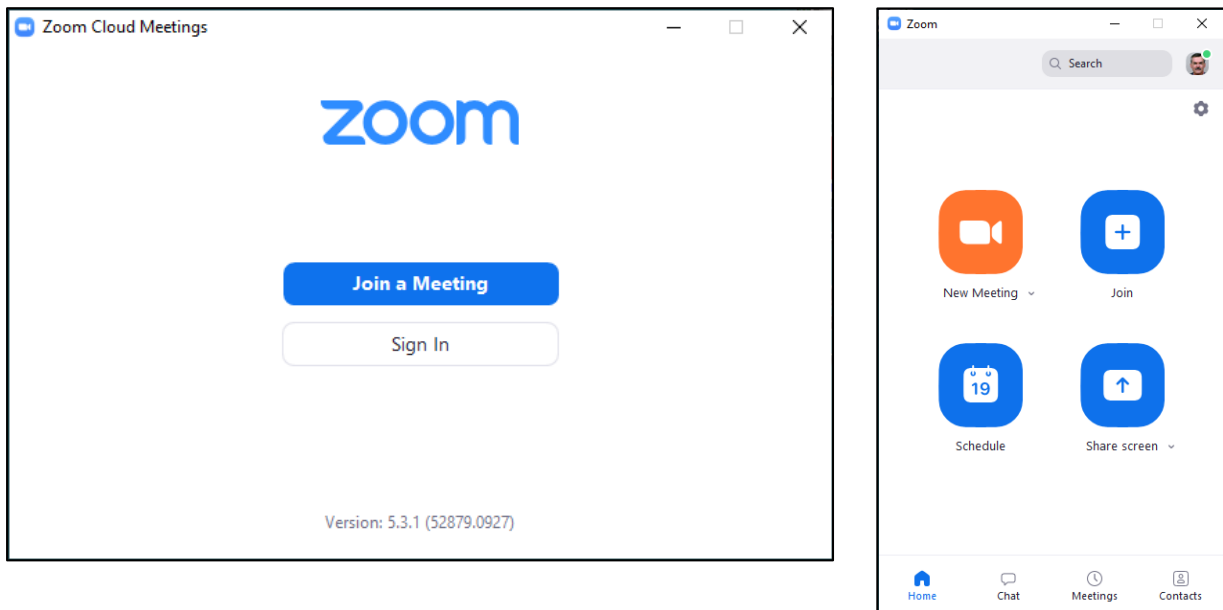 Zoom Cloud Meetings
zoom
Join a Meeting
Sign In
Version: 5.3.1 (52879.0927)
Zoom
Search
New Meeting
Join
19
Schedule
Share screen
Home
Chat
Meetings
Contacts